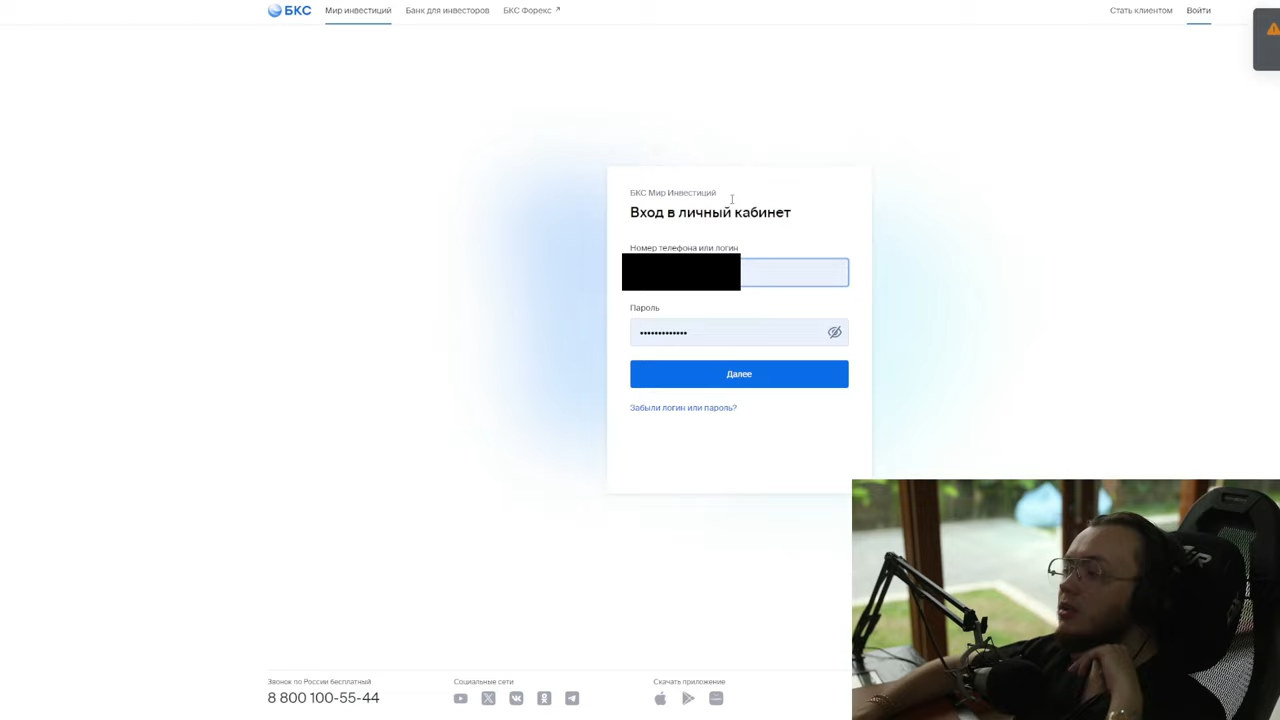 БКС Мир инвестиций Банк для инвесторов БКС Форекс Стать клиентом Войти
БКС Мир Инвестиций
Вход в личный кабинет
Номер телефона или логин
Пароль
Далее
Забыли логин или пароль?
Звонок по России бесплатный Социальные сети Скачать приложение
8 800 100-55-44